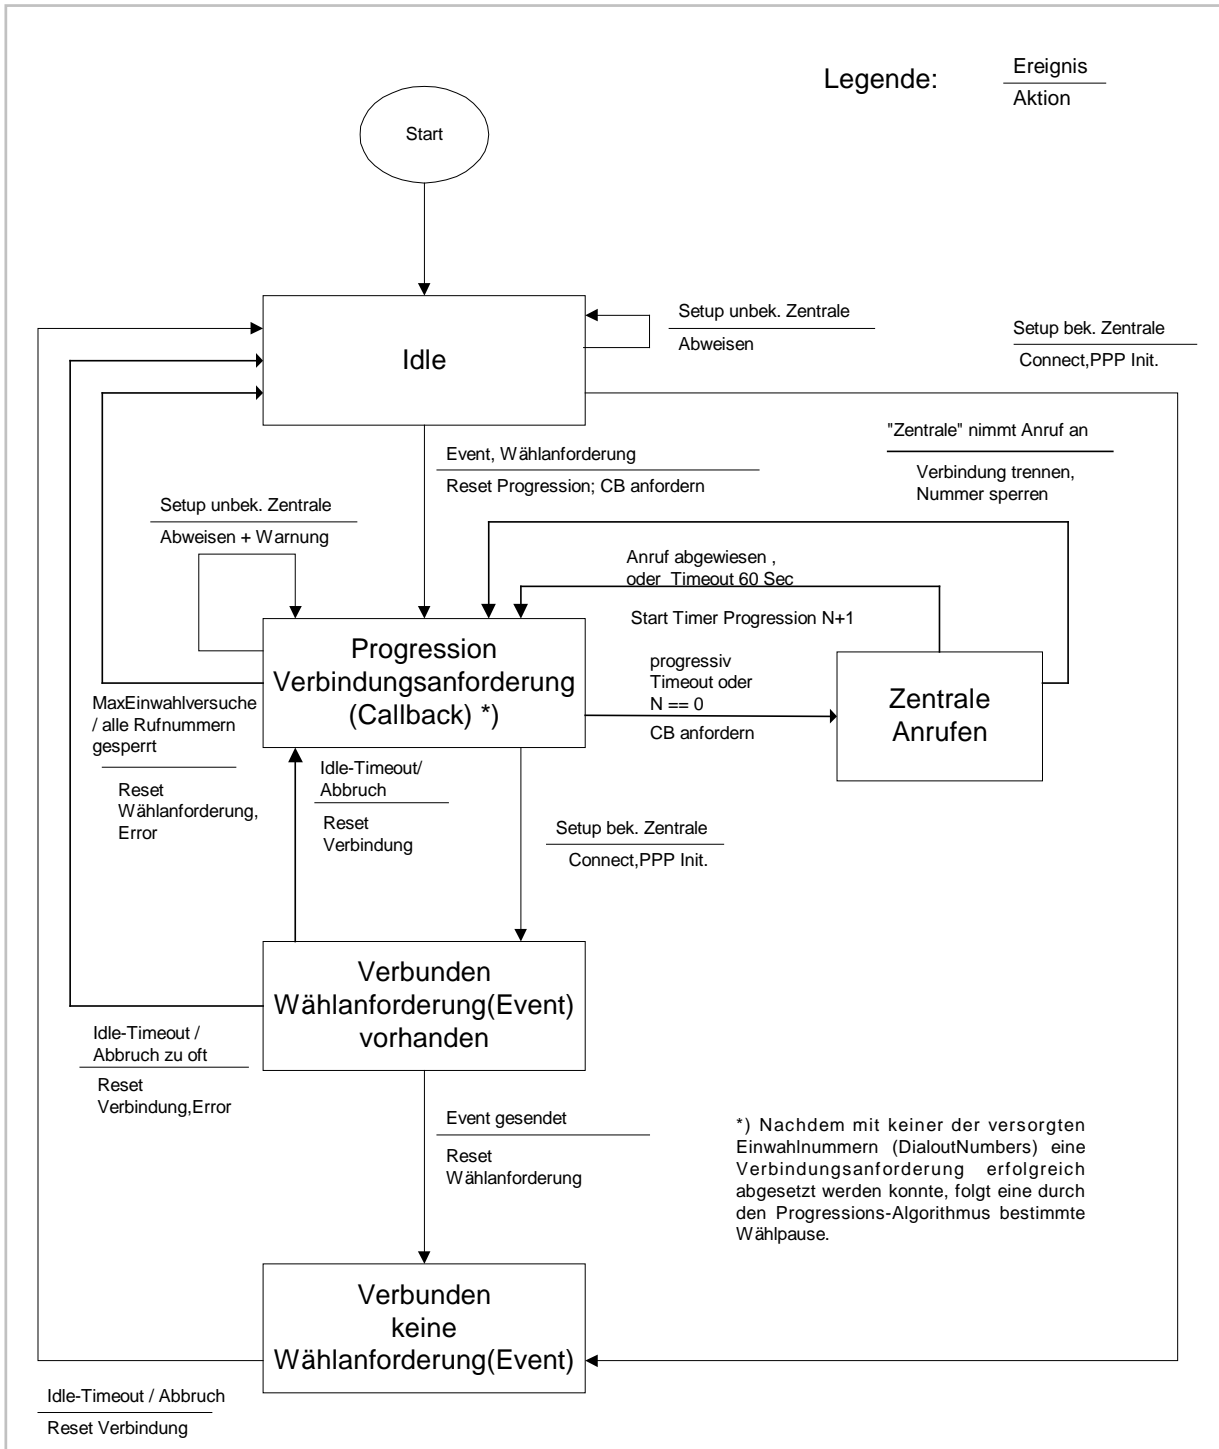 Legende:
Ereignis
Aktion
Start
Setup unbek. Zentrale
Abweisen
Setup bek. Zentrale
Connect,PPP Init.
Idle
"Zentrale" nimmt Anruf an
Verbindung trennen,
Nummer sperren
Event, Wählanforderung
Reset Progression; CB anfordern
Setup unbek. Zentrale
Abweisen + Warnung
Anruf abgewiesen ,
oder Timeout 60 Sec
Start Timer Progression N+1
Progression
Verbindungsanforderung
(Callback) *)
progressiv
Timeout oder
N == 0
CB anfordern
Zentrale
Anrufen
MaxEinwahlversuche
/ alle Rufnummern
gesperrt
Reset
Wählanforderung,
Error
Idle-Timeout/
Abbruch
Reset
Verbindung
Setup bek. Zentrale
Connect,PPP Init.
Verbunden
Wählanforderung(Event)
vorhanden
Idle-Timeout /
Abbruch zu oft
Reset
Verbindung,Error
Event gesendet
Reset
Wählanforderung
*) Nachdem mit keiner der versorgten
Einwahlnummern (DialoutNumbers) eine
Verbindungsanforderung erfolgreich
abgesetzt werden konnte, folgt eine durch
den Progressions-Algorithmus bestimmte
Wählpause.
Verbunden
keine
Wählanforderung(Event)
Idle-Timeout / Abbruch
Reset Verbindung